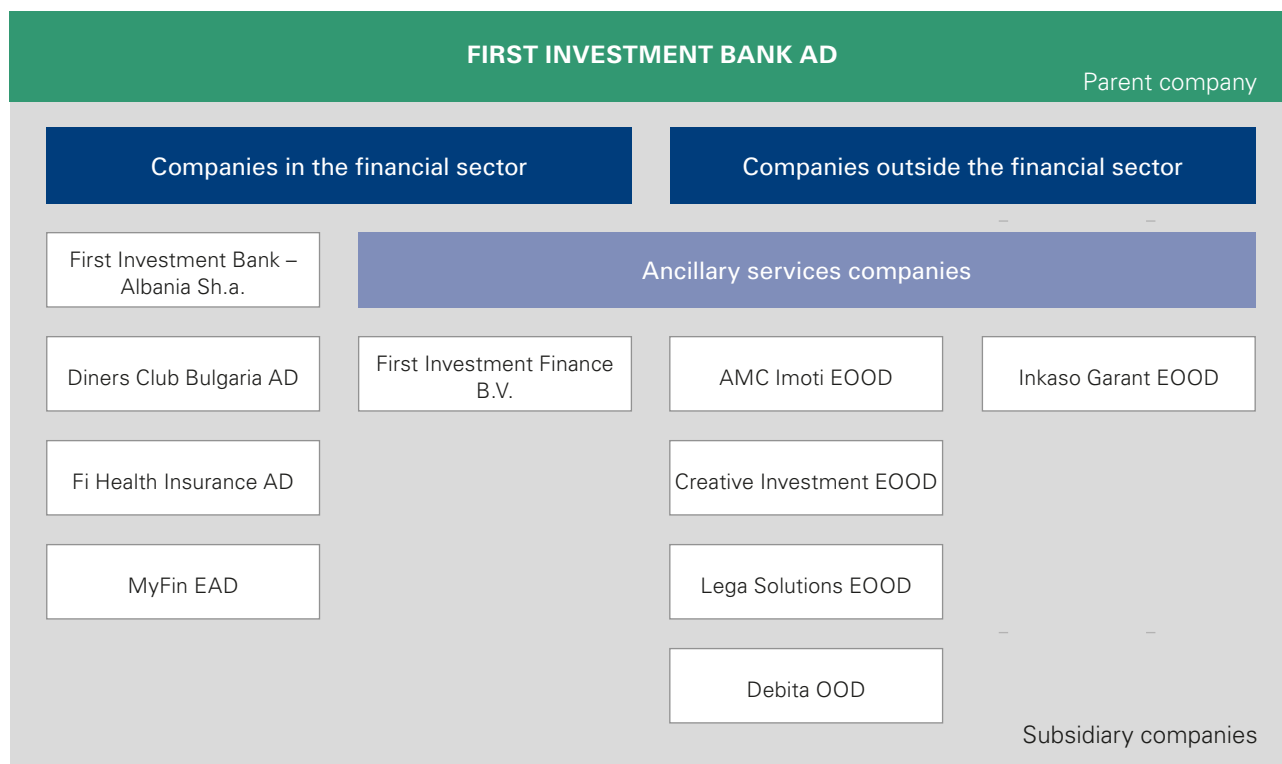 FIRST INVESTMENT BANK AD
Parent company
Companies in the financial sector
Companies outside the financial sector
First Investment Bank –
Albania Sh.a.
Ancillary services companies
Diners Club Bulgaria AD
First Investment Finance
B.V.
AMC Imoti EOOD
Inkaso Garant EOOD
Fi Health Insurance AD
Creative Investment EOOD
MyFin EAD
Lega Solutions EOOD
Debita OOD
Subsidiary companies